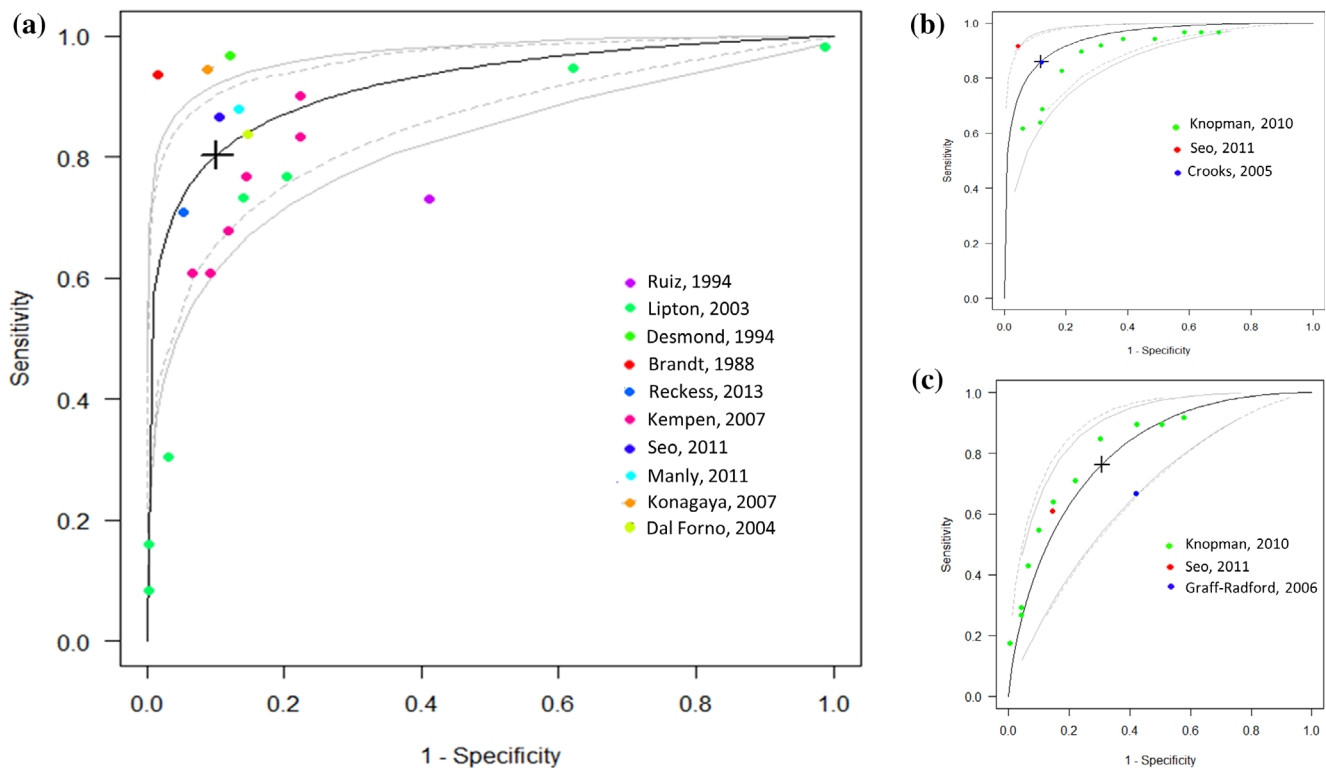 (a)
1.0
0.8
0.6
0.4
0.2
0.0
Sensitivity
Ruiz, 1994
Lipton, 2003
Desmond, 1994
Brandt, 1988
Reckess, 2013
Kempen, 2007
Seo, 2011
Manly, 2011
Konagaya, 2007
Dal Forno, 2004
0.0 0.2 0.4 0.6 0.8 1.0
1 - Specificity
(b)
1.0
0.8
0.6
0.4
0.2
0.0
Sensitivity
Knopman, 2010
Seo, 2011
Crooks, 2005
0.0 0.2 0.4 0.6 0.8 1.0
1 - Specificity
(c)
1.0
0.8
0.6
0.4
0.2
0.0
Sensitivity
Knopman, 2010
Seo, 2011
Graff-Radford, 2006
0.0 0.2 0.4 0.6 0.8 1.0
1 - Specificity